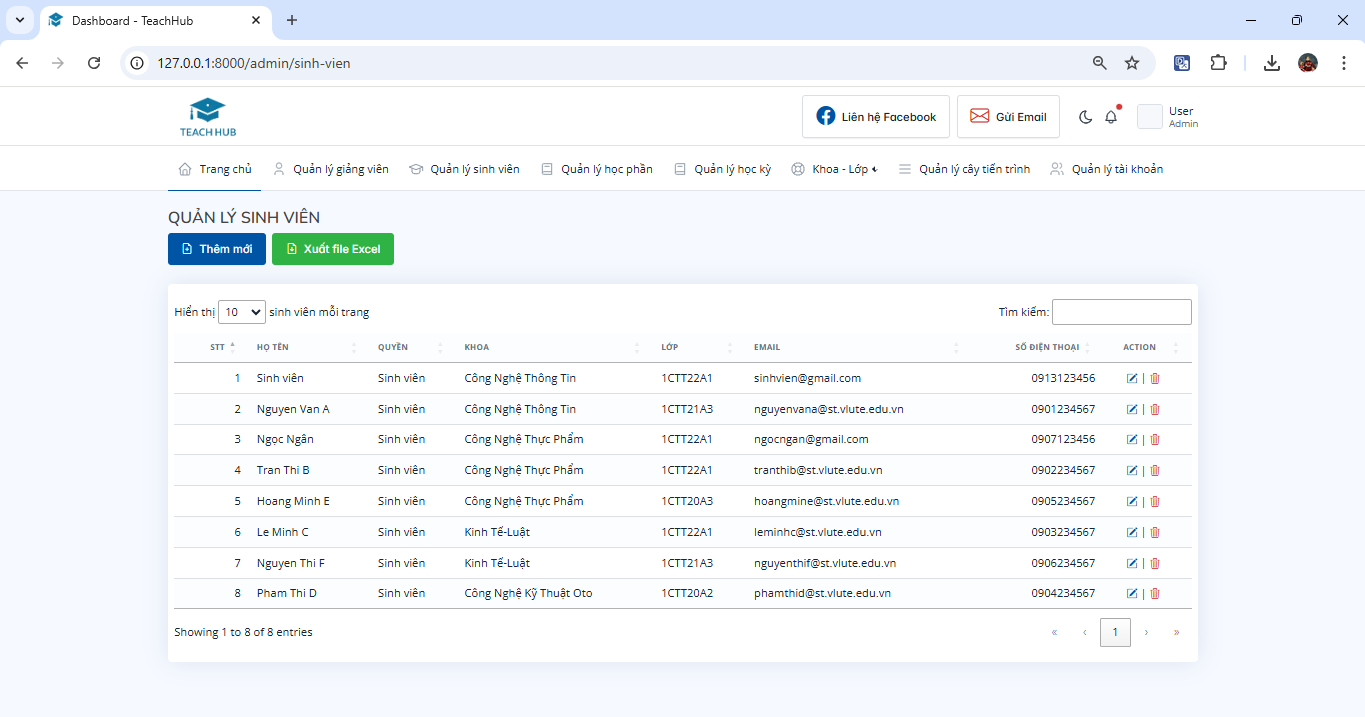 Dashboard - TeachHub
127.0.0.1:8000/admin/sinh-vien
TEACH HUB
Liên hệ Facebook
Gửi Email
User
Admin
Trang chủ
Quản lý giảng viên
Quản lý sinh viên
Quản lý học phần
Quản lý học kỳ
Khoa - Lớp
Quản lý cây tiến trình
Quản lý tài khoản
QUẢN LÝ SINH VIÊN
Thêm mới
Xuất file Excel
Hiển thị 10 sinh viên mỗi trang
Tìm kiếm:
STT HỌ TÊN QUYỀN KHOA LỚP EMAIL SỐ ĐIỆN THOẠI ACTION
1 Sinh viên Sinh viên Công Nghệ Thông Tin 1CTT22A1 sinhvien@gmail.com 0913123456 |
2 Nguyen Van A Sinh viên Công Nghệ Thông Tin 1CTT21A3 nguyenvana@st.vlute.edu.vn 0901234567 |
3 Ngọc Ngân Sinh viên Công Nghệ Thực Phẩm 1CTT22A1 ngocngan@gmail.com 0907123456 |
4 Tran Thi B Sinh viên Công Nghệ Thực Phẩm 1CTT22A1 tranthib@st.vlute.edu.vn 0902234567 |
5 Hoang Minh E Sinh viên Công Nghệ Thực Phẩm 1CTT20A3 hoangmine@st.vlute.edu.vn 0905234567 |
6 Le Minh C Sinh viên Kinh Tế-Luật 1CTT22A1 leminhc@st.vlute.edu.vn 0903234567 |
7 Nguyen Thi F Sinh viên Kinh Tế-Luật 1CTT21A3 nguyenthif@st.vlute.edu.vn 0906234567 |
8 Pham Thi D Sinh viên Công Nghệ Kỹ Thuật Oto 1CTT20A2 phamthid@st.vlute.edu.vn 0904234567 |
Showing 1 to 8 of 8 entries
« ‹ 1 › »